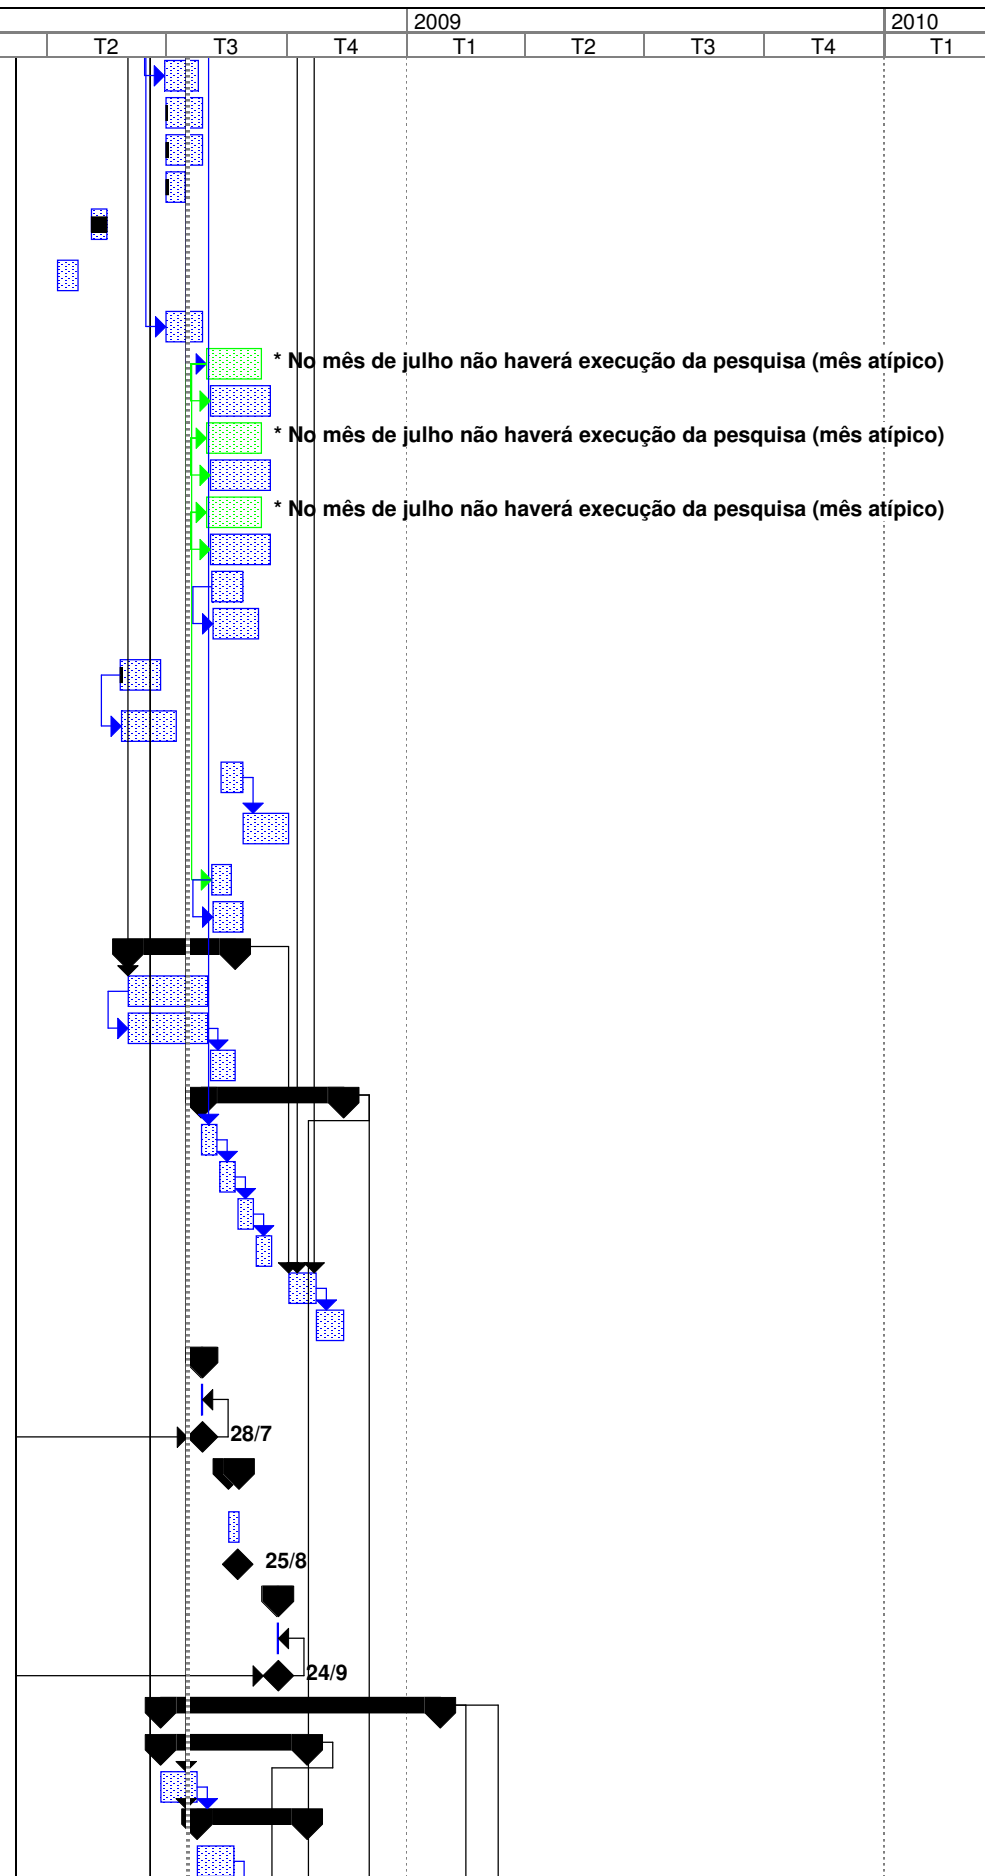 2009 2010
T2 T3 T4 T1 T2 T3 T4 T1
* No mês de julho não haverá execução da pesquisa (mês atípico)
* No mês de julho não haverá execução da pesquisa (mês atípico)
* No mês de julho não haverá execução da pesquisa (mês atípico)
28/7
25/8
24/9